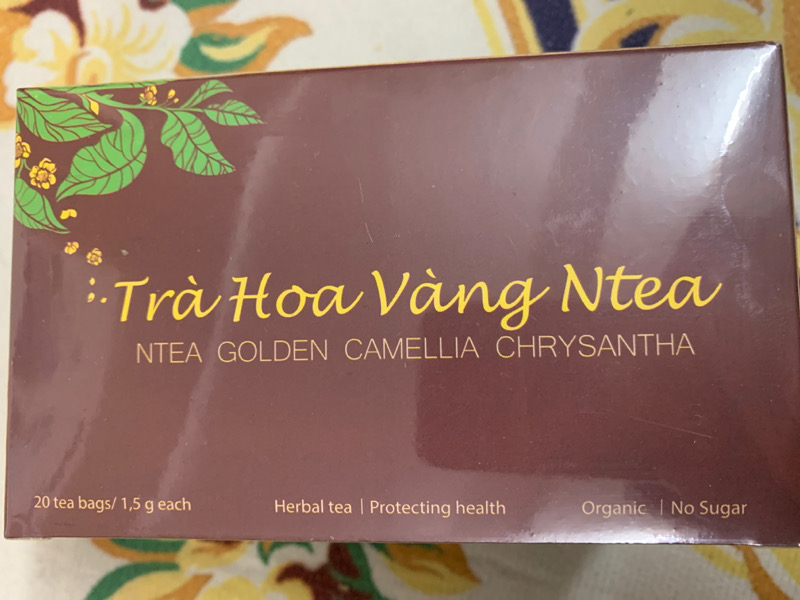 Trà Hoa Vàng Ntea
NTEA GOLDEN CAMELLIA CHRYSANTHA
20 tea bags/ 1,5 g each
Herbal tea | Protecting health
Organic | No Sugar